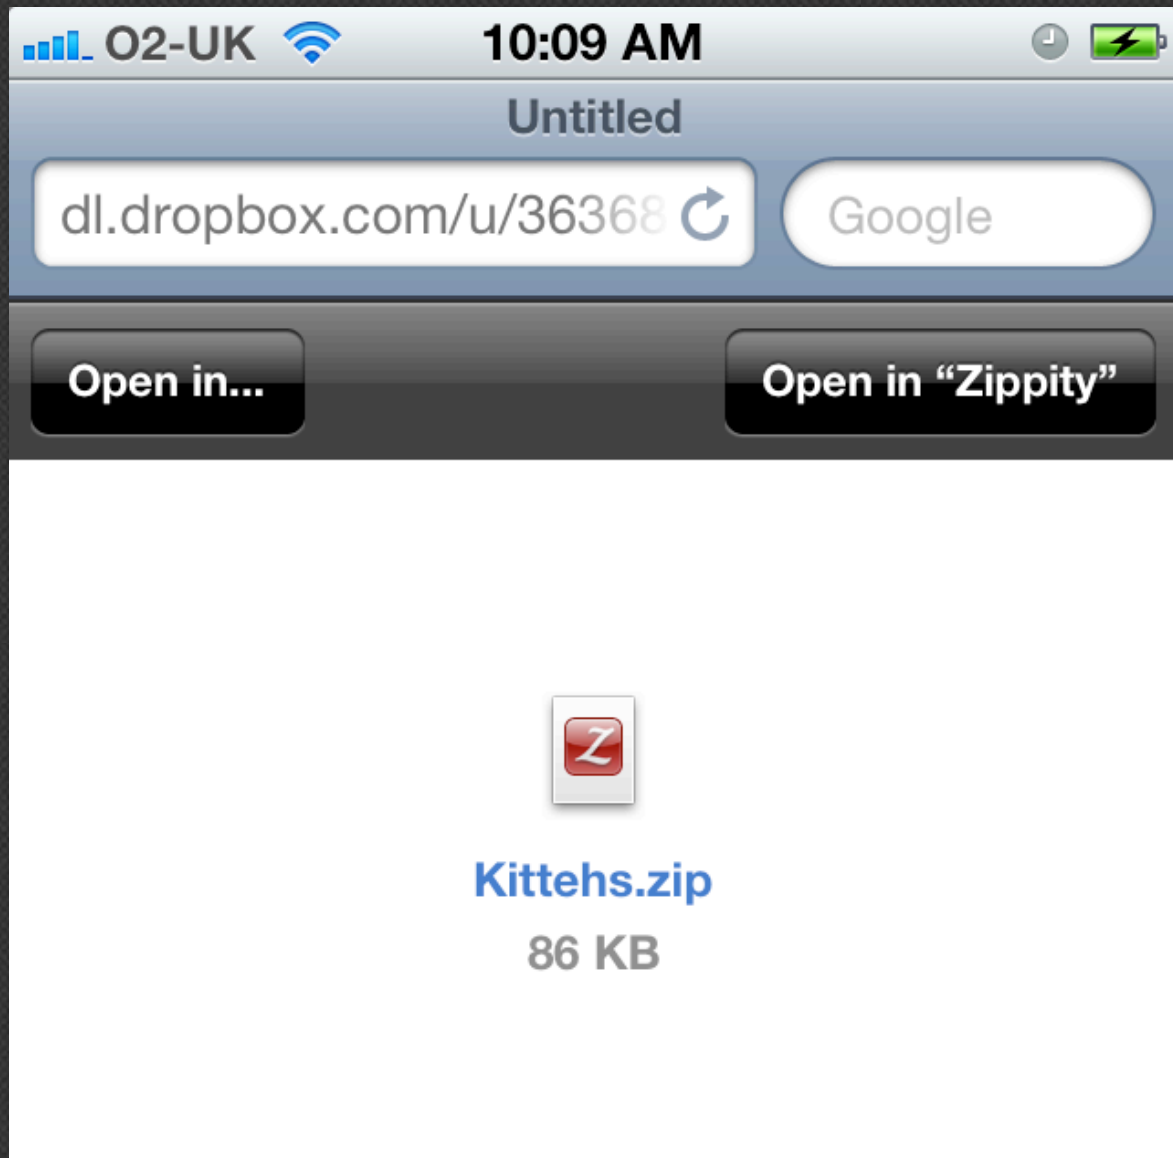 O2-UK 10:09 AM
Untitled
dl.dropbox.com/u/36368 Google
Open in... Open in “Zippity”
Z
Kittehs.zip
86 KB